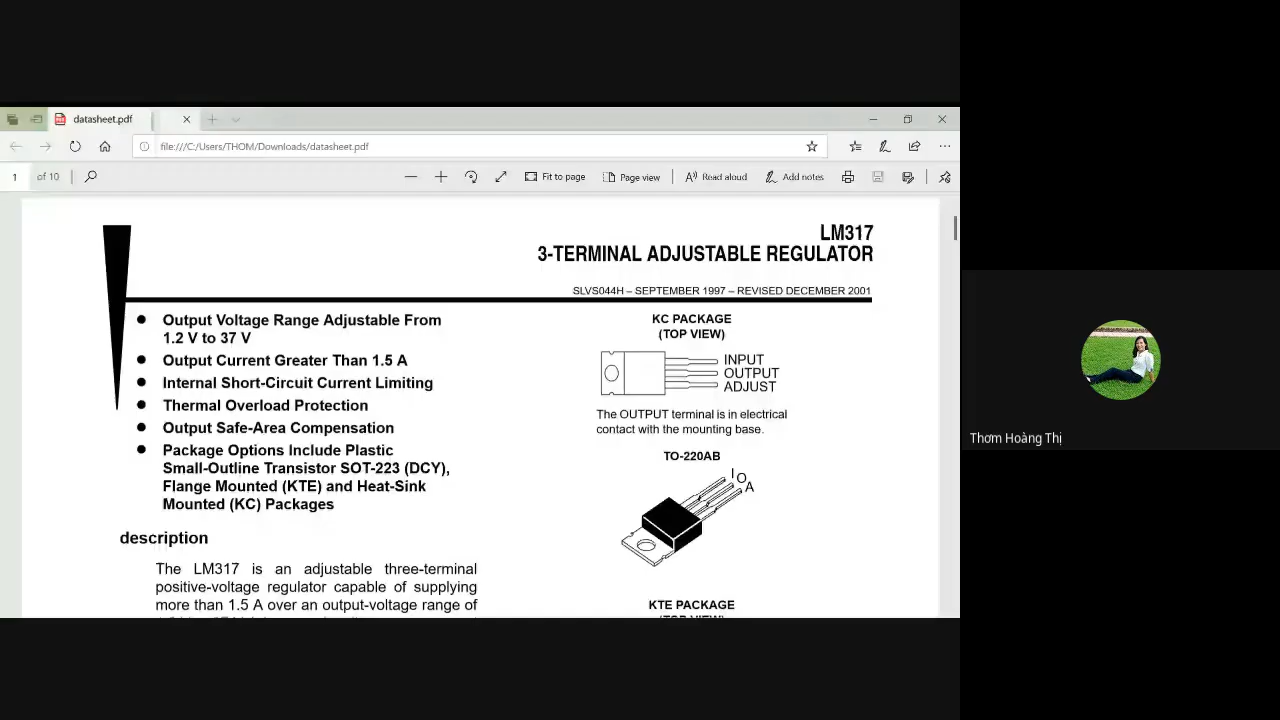 datasheet.pdf
file:///C:/Users/THOM/Downloads/datasheet.pdf
1 of 10
Fit to page
Page view
Read aloud
Add notes
LM317
3-TERMINAL ADJUSTABLE REGULATOR
SLVS044H – SEPTEMBER 1997 – REVISED DECEMBER 2001
● Output Voltage Range Adjustable From
1.2 V to 37 V
● Output Current Greater Than 1.5 A
● Internal Short-Circuit Current Limiting
● Thermal Overload Protection
● Output Safe-Area Compensation
● Package Options Include Plastic
Small-Outline Transistor SOT-223 (DCY),
Flange Mounted (KTE) and Heat-Sink
Mounted (KC) Packages
description
The LM317 is an adjustable three-terminal
positive-voltage regulator capable of supplying
more than 1.5 A over an output-voltage range of
KC PACKAGE
(TOP VIEW)
INPUT
OUTPUT
ADJUST
The OUTPUT terminal is in electrical
contact with the mounting base.
TO-220AB
I
O
A
KTE PACKAGE
(TOP VIEW)
Thơm Hoàng Thị